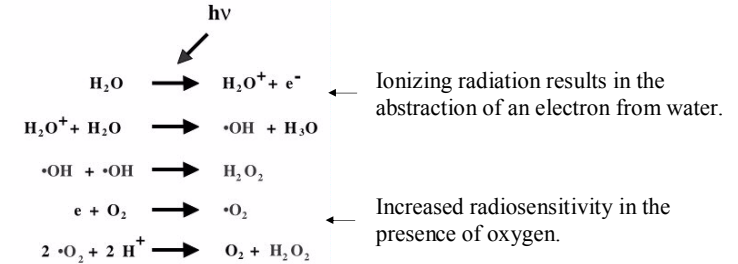 hν
H₂O → H₂O⁺ + e⁻ ← Ionizing radiation results in the
abstraction of an electron from water.
H₂O⁺ + H₂O → •OH + H₃O
•OH + •OH → H₂O₂
e + O₂ → •O₂ ← Increased radiosensitivity in the
presence of oxygen.
2 •O₂ + 2 H⁺ → O₂ + H₂O₂